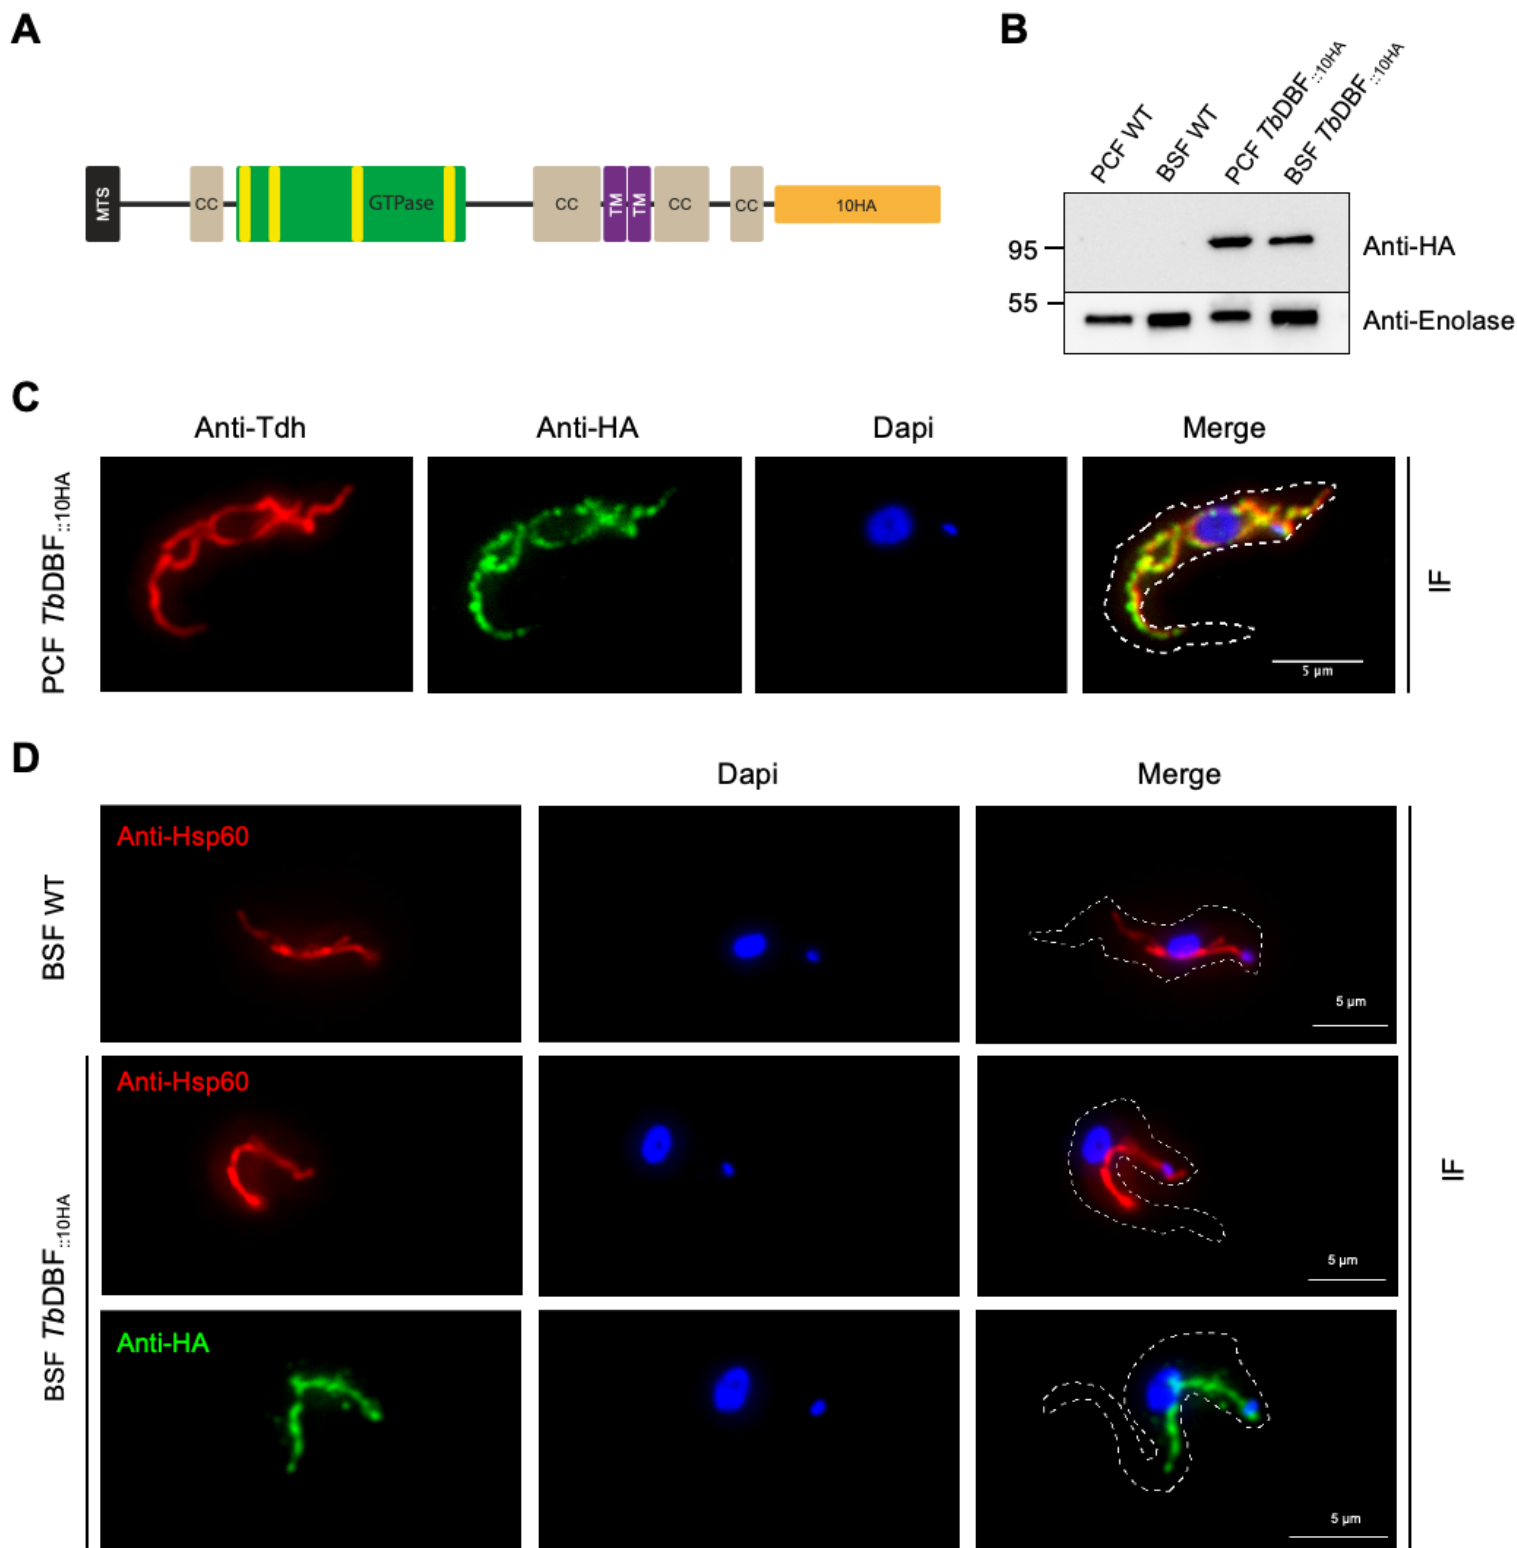 A
MTS
CC
GTPase
CC
TM
TM
CC
CC
10HA
B
PCF WT
BSF WT
PCF TbDBF::10HA
BSF TbDBF::10HA
95
Anti-HA
55
Anti-Enolase
C
Anti-Tdh
Anti-HA
Dapi
Merge
PCF TbDBF::10HA
5 µm
IF
D
Dapi
Merge
BSF WT
Anti-Hsp60
5 µm
BSF TbDBF::10HA
Anti-Hsp60
5 µm
IF
Anti-HA
5 µm